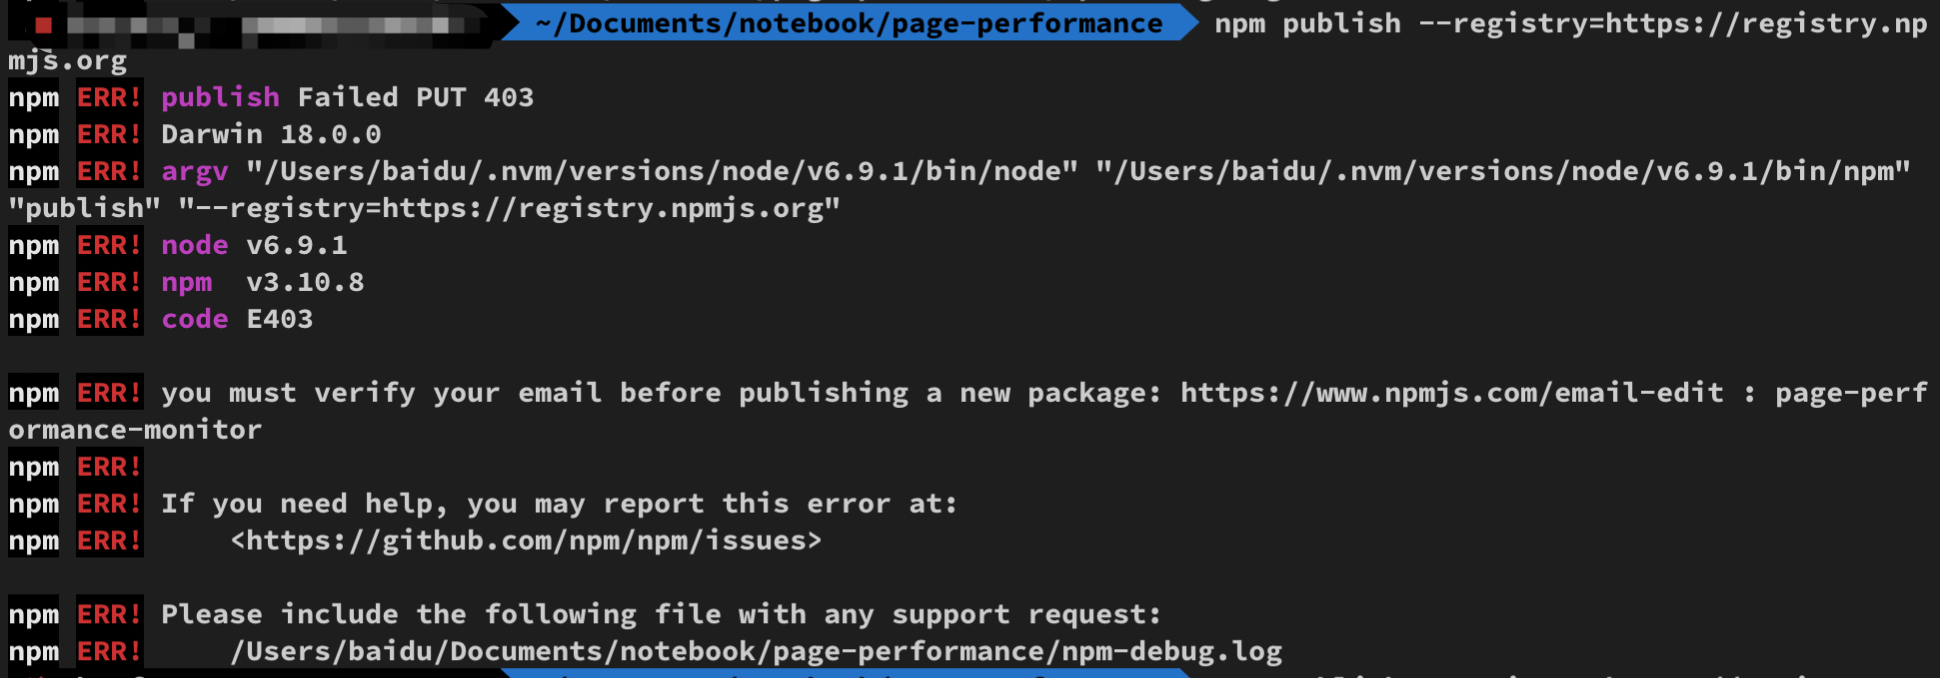 ~/Documents/notebook/page-performance npm publish --registry=https://registry.np
mjs.org
npm ERR! publish Failed PUT 403
npm ERR! Darwin 18.0.0
npm ERR! argv "/Users/baidu/.nvm/versions/node/v6.9.1/bin/node" "/Users/baidu/.nvm/versions/node/v6.9.1/bin/npm"
"publish" "--registry=https://registry.npmjs.org"
npm ERR! node v6.9.1
npm ERR! npm  v3.10.8
npm ERR! code E403
npm ERR! you must verify your email before publishing a new package: https://www.npmjs.com/email-edit : page-perf
ormance-monitor
npm ERR!
npm ERR! If you need help, you may report this error at:
npm ERR!     <https://github.com/npm/npm/issues>
npm ERR! Please include the following file with any support request:
npm ERR!     /Users/baidu/Documents/notebook/page-performance/npm-debug.log